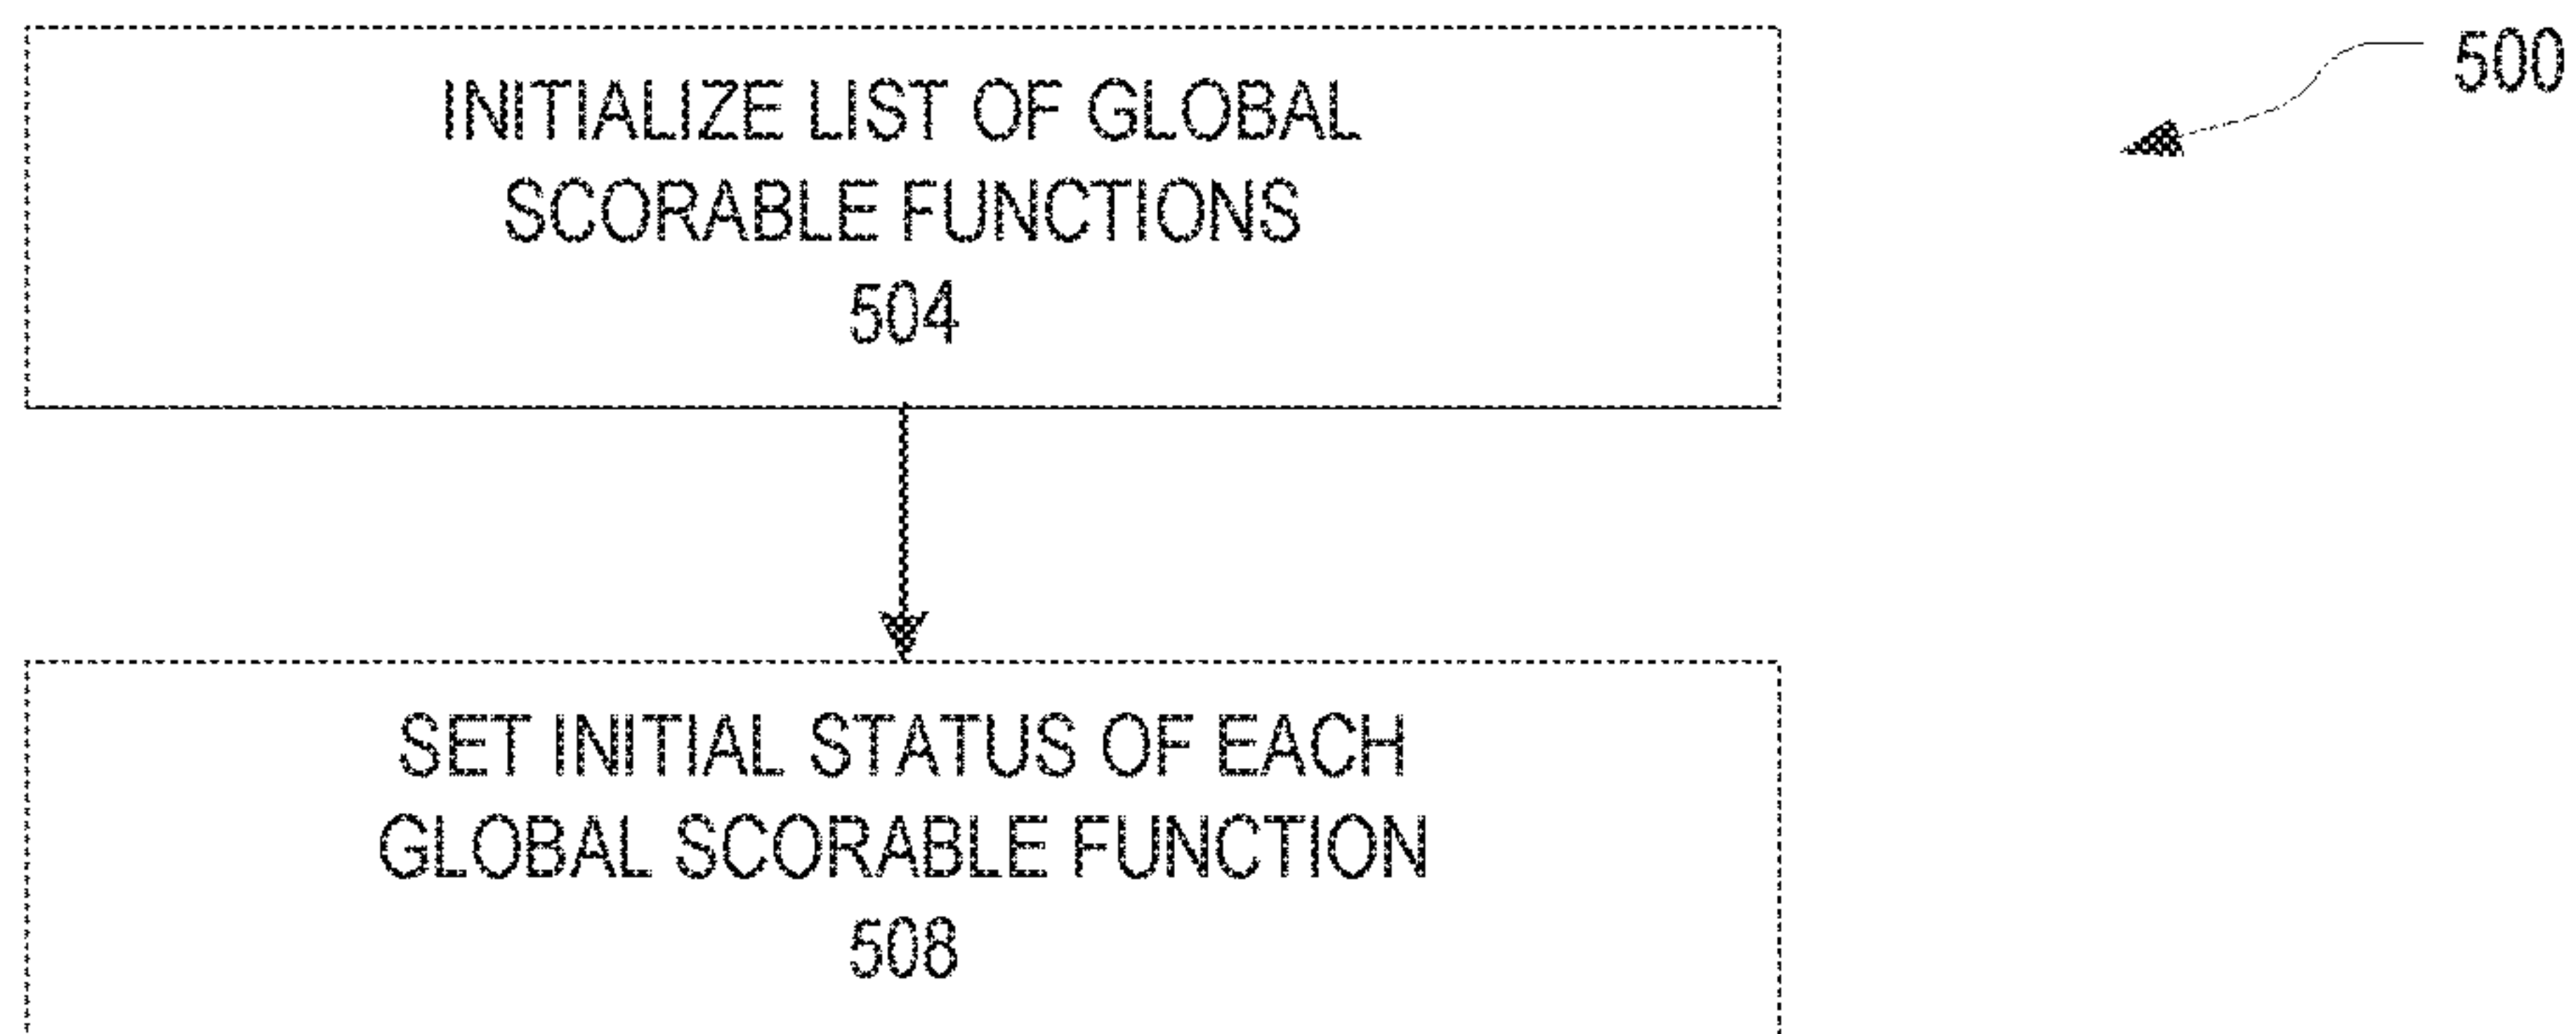 INITIALIZE LIST OF GLOBAL
SCORABLE FUNCTIONS
504
500
SET INITIAL STATUS OF EACH
GLOBAL SCORABLE FUNCTION
508